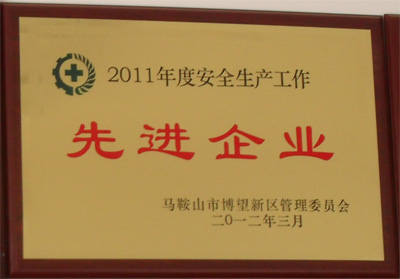 2011年度安全生产工作
先进企业
马鞍山市博望新区管理委员会
二〇一二年三月